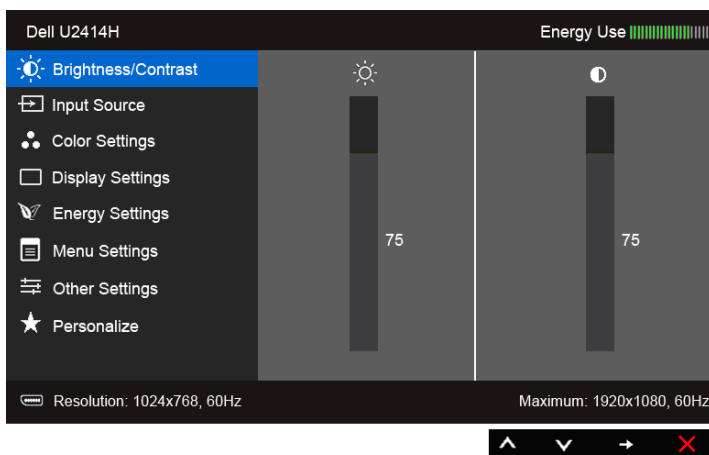 Dell U2414H
Energy Use
Brightness/Contrast
Input Source
Color Settings
Display Settings
Energy Settings
Menu Settings
Other Settings
Personalize
75
75
Resolution: 1024x768, 60Hz
Maximum: 1920x1080, 60Hz